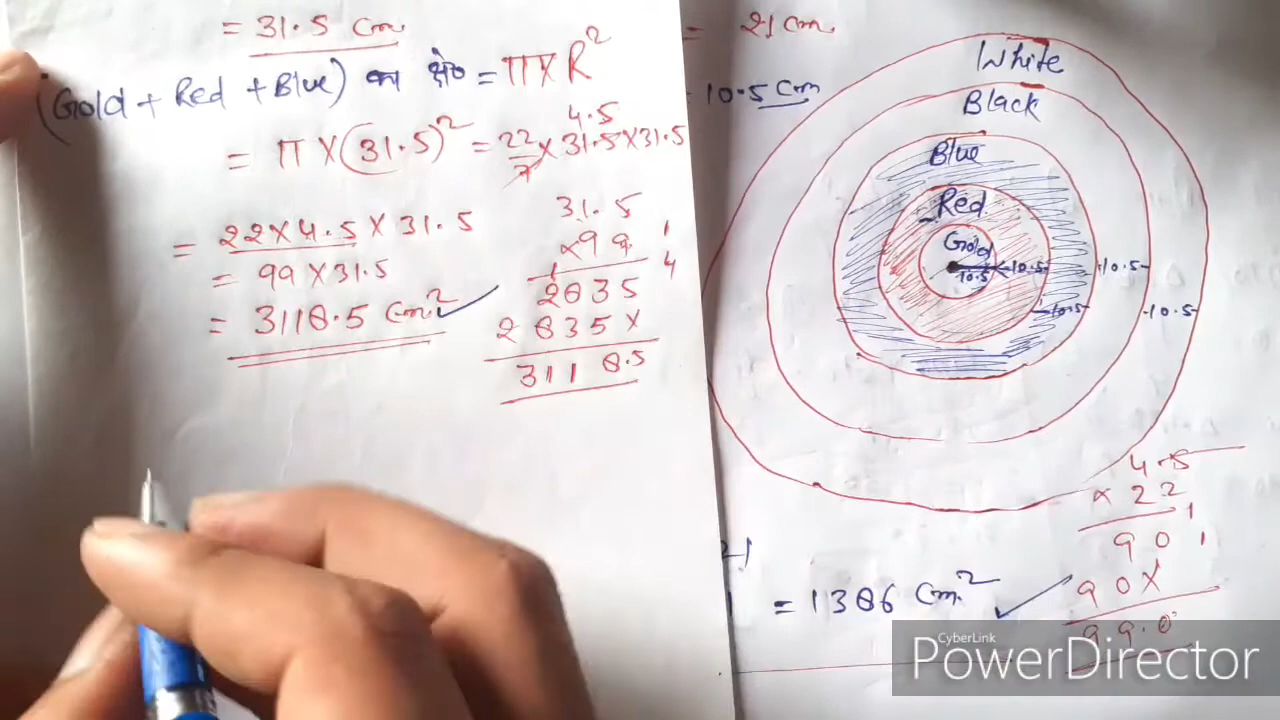 = 31.5 cm
(Gold + Red + Blue) का क्षे० = π × R²
= π × (31.5)² = 22/7 × 31.5 × 31.5
4.5
= 22 × 4.5 × 31.5
= 99 × 31.5
= 3118.5 cm²
31.5
×99
2835
2835×
3118.5
= 21 cm
10.5 cm
White
Black
Blue
Red
Gold
10.5
10.5
10.5
10.5
10.5
= 1386 cm²
4.5
× 22
90
90×
99.0
CyberLink
PowerDirector